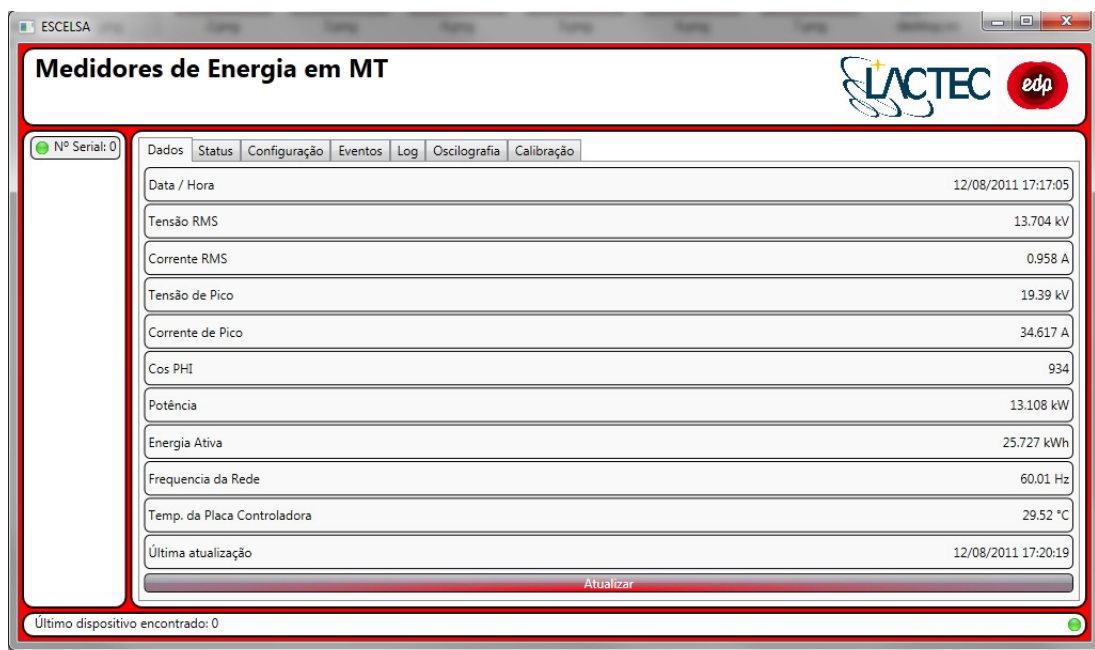 ESCELSA
Medidores de Energia em MT
LACTEC
edp
Nº Serial: 0
Dados Status Configuração Eventos Log Oscilografia Calibração
Data / Hora 12/08/2011 17:17:05
Tensão RMS 13.704 kV
Corrente RMS 0.958 A
Tensão de Pico 19.39 kV
Corrente de Pico 34.617 A
Cos PHI 934
Potência 13.108 kW
Energia Ativa 25.727 kWh
Frequencia da Rede 60.01 Hz
Temp. da Placa Controladora 29.52 °C
Última atualização 12/08/2011 17:20:19
Atualizar
Último dispositivo encontrado: 0